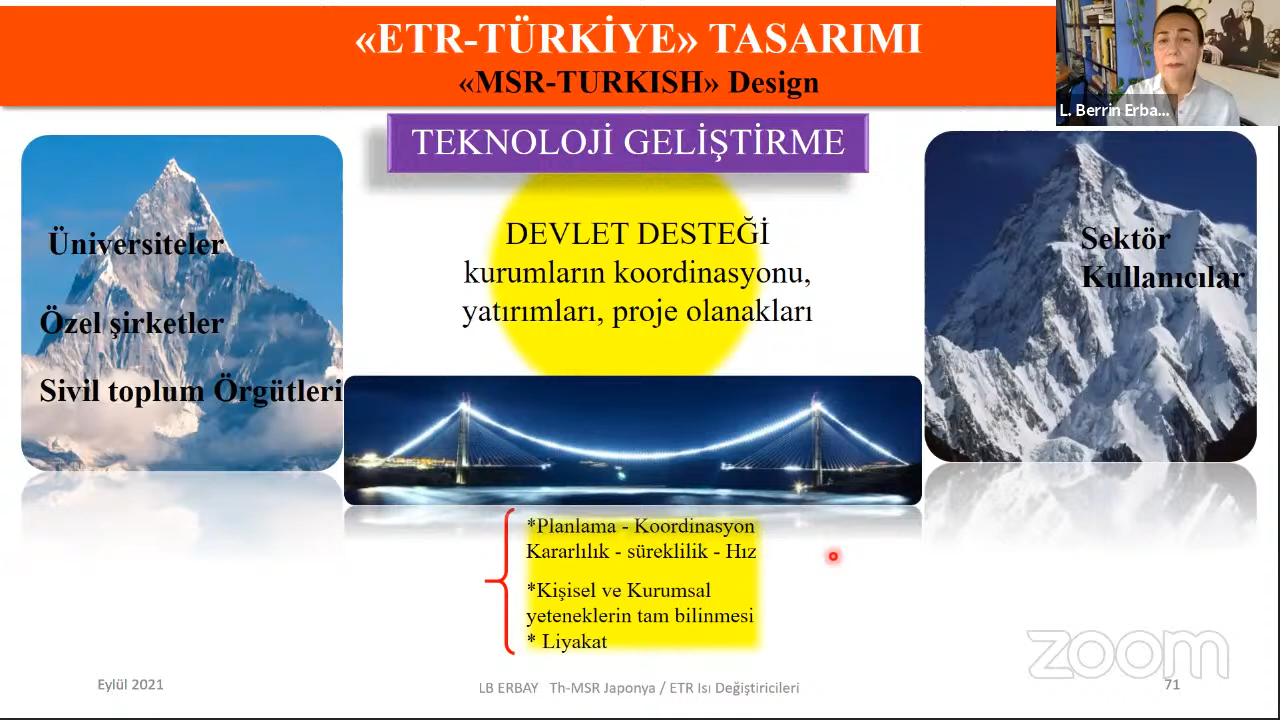 «ETR-TÜRKİYE» TASARIMI
«MSR-TURKISH» Design
L. Berrin Erba...
TEKNOLOJİ GELİŞTİRME
Üniversiteler
Özel şirketler
Sivil toplum Örgütleri
DEVLET DESTEĞİ
kurumların koordinasyonu,
yatırımları, proje olanakları
Sektör
Kullanıcılar
*Planlama - Koordinasyon
Kararlılık - süreklilik - Hız
*Kişisel ve Kurumsal
yeteneklerin tam bilinmesi
* Liyakat
zoom
Eylül 2021
LB ERBAY Th-MSR Japonya / ETR Isı Değiştiricileri
71